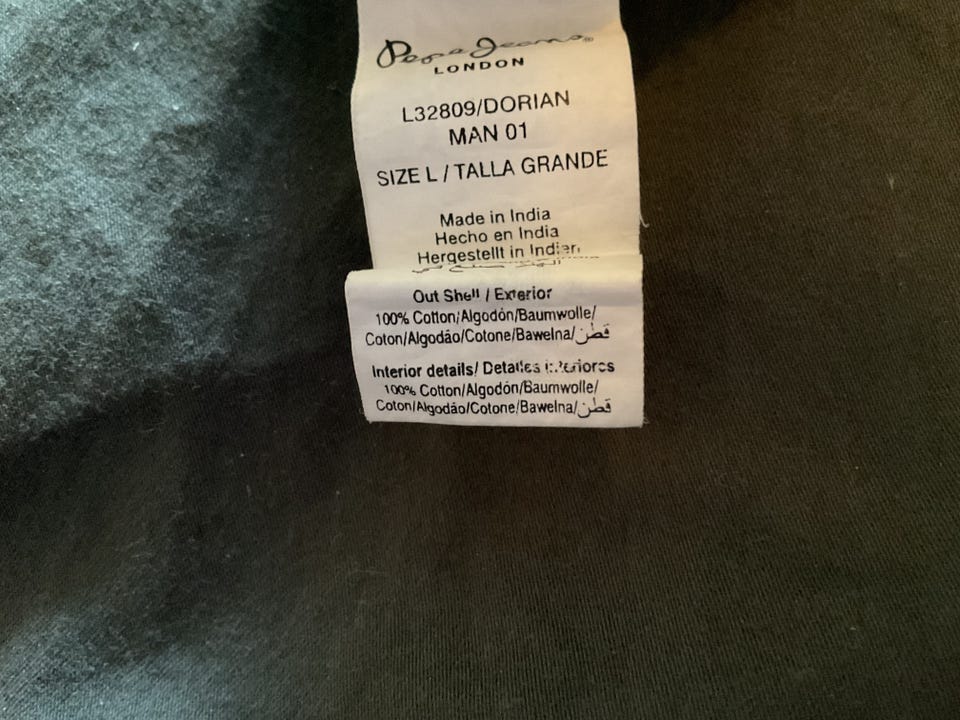 Pepe Jeans®
LONDON
L32809/DORIAN
MAN 01
SIZE L / TALLA GRANDE
Made in India
Hecho en India
Hergestellt in Indien
Out Shell / Exterior
100% Cotton/Algodón/Baumwolle/
Coton/Algodão/Cotone/Bawelna/قطن
Interior details/ Detalles interiores
100% Cotton/Algodón/Baumwolle/
Coton/Algodão/Cotone/Bawelna/قطن